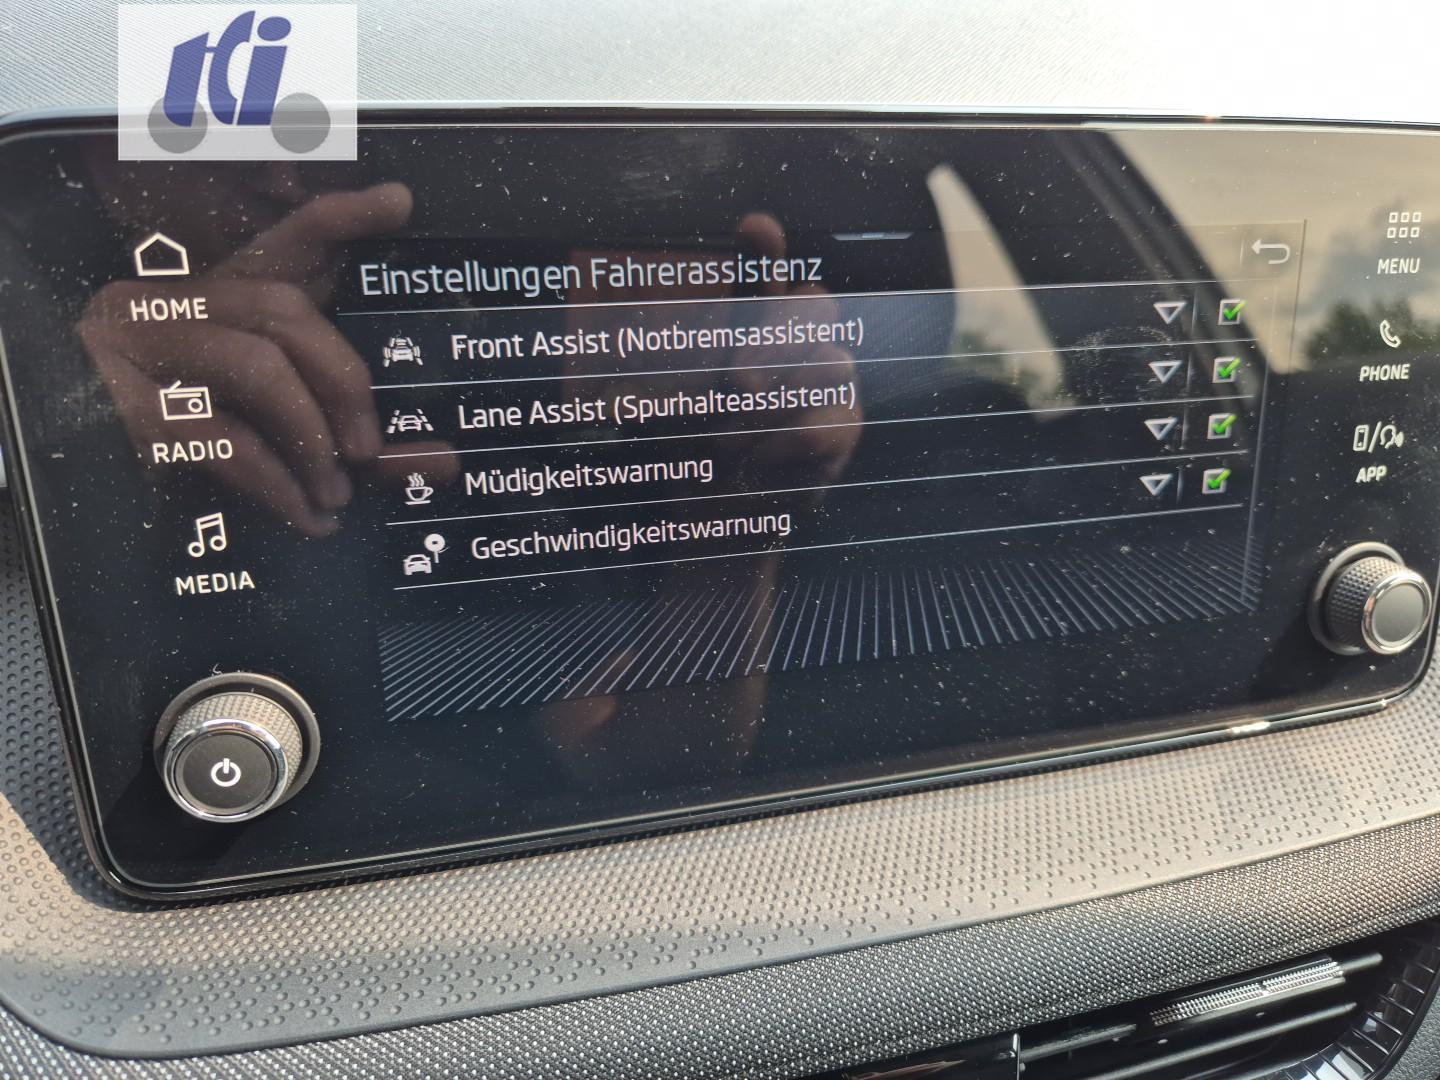 tCi
HOME
RADIO
MEDIA
Einstellungen Fahrerassistenz
Front Assist (Notbremsassistent)
Lane Assist (Spurhalteassistent)
Müdigkeitswarnung
Geschwindigkeitswarnung
MENU
PHONE
APP